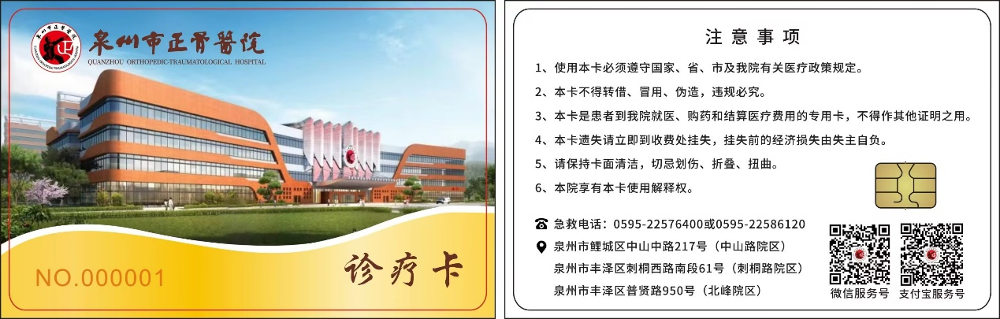 泉州市正骨醫院
QUANZHOU ORTHOPEDIC-TRAUMATOLOGICAL HOSPITAL
NO.000001
诊疗卡
注意事项
1、使用本卡必须遵守国家、省、市及我院有关医疗政策规定。
2、本卡不得转借、冒用、伪造，违规必究。
3、本卡是患者到我院就医、购药和结算医疗费用的专用卡，不得作其他证明之用。
4、本卡遗失请立即到收费处挂失，挂失前的经济损失由失主自负。
5、请保持卡面清洁，切忌划伤、折叠、扭曲。
6、本院享有本卡使用解释权。
急救电话：0595-22576400或0595-22586120
泉州市鲤城区中山中路217号（中山路院区）
泉州市丰泽区刺桐西路南段61号（刺桐路院区）
泉州市丰泽区普贤路950号（北峰院区）
微信服务号 支付宝服务号